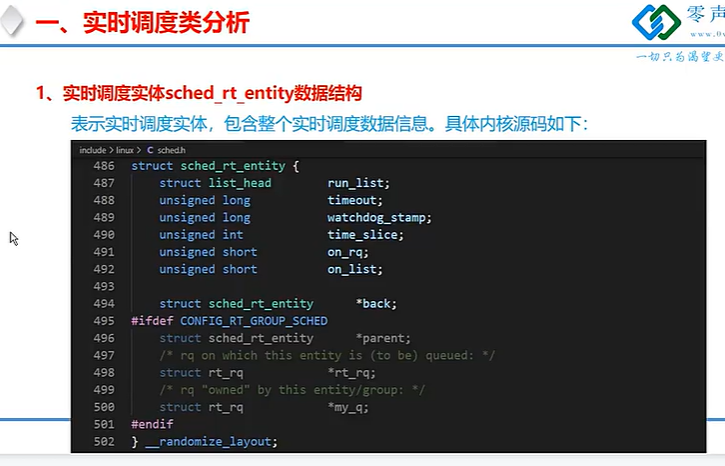 一、实时调度类分析
零声
www.0v
一切只为渴望更
1、实时调度实体sched_rt_entity数据结构
表示实时调度实体，包含整个实时调度数据信息。具体内核源码如下：
include > linux > C sched.h
486 struct sched_rt_entity {
487 struct list_head run_list;
488 unsigned long timeout;
489 unsigned long watchdog_stamp;
490 unsigned int time_slice;
491 unsigned short on_rq;
492 unsigned short on_list;
493
494 struct sched_rt_entity *back;
495 #ifdef CONFIG_RT_GROUP_SCHED
496 struct sched_rt_entity *parent;
497 /* rq on which this entity is (to be) queued: */
498 struct rt_rq *rt_rq;
499 /* rq "owned" by this entity/group: */
500 struct rt_rq *my_q;
501 #endif
502 } __randomize_layout;